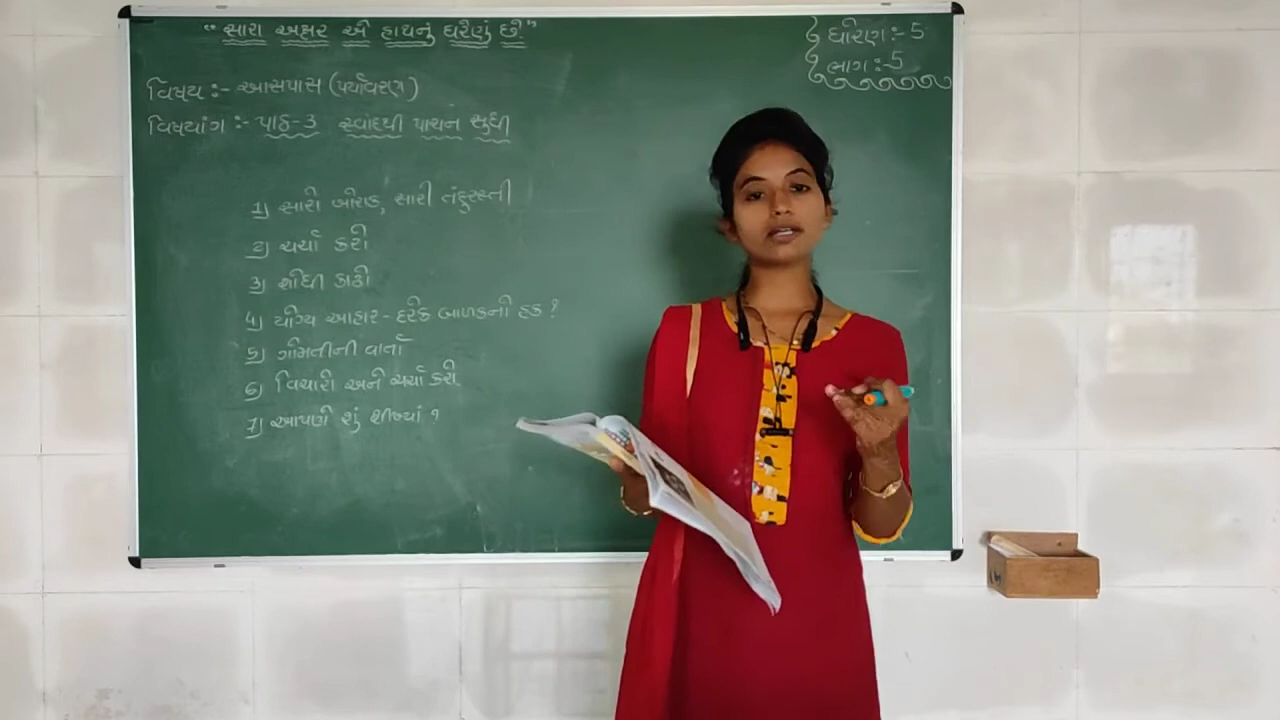 "સારા અક્ષર એ હાથનું ઘરેણું છે."
ધોરણ :- 5
ભાગ :- 5
વિષય :- આસપાસ (પર્યાવરણ)
વિષયાંગ :- પાઠ-૩ સ્વાદથી પાચન સુધી
1) સારો ખોરાક, સારી તંદુરસ્તી
2) ચર્ચા કરો
3) શોધી કાઢો
4) યોગ્ય આહાર - દરેક બાળકનો હક ?
5) ગોમતીની વાર્તા
6) વિચારો અને ચર્ચા કરો.
7) આપણે શું શીખ્યાં ?